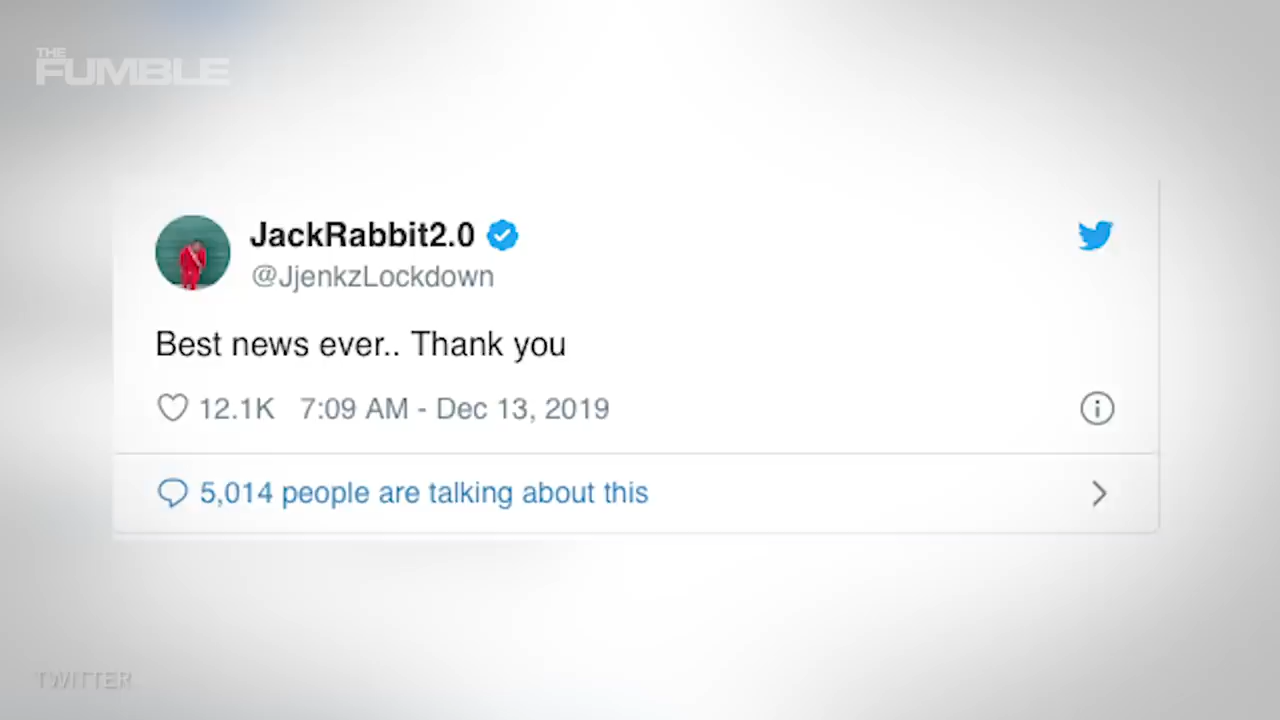 THE
FUMBLE
JackRabbit2.0
@JjenkzLockdown
Best news ever.. Thank you
12.1K 7:09 AM - Dec 13, 2019
5,014 people are talking about this
TWITTER